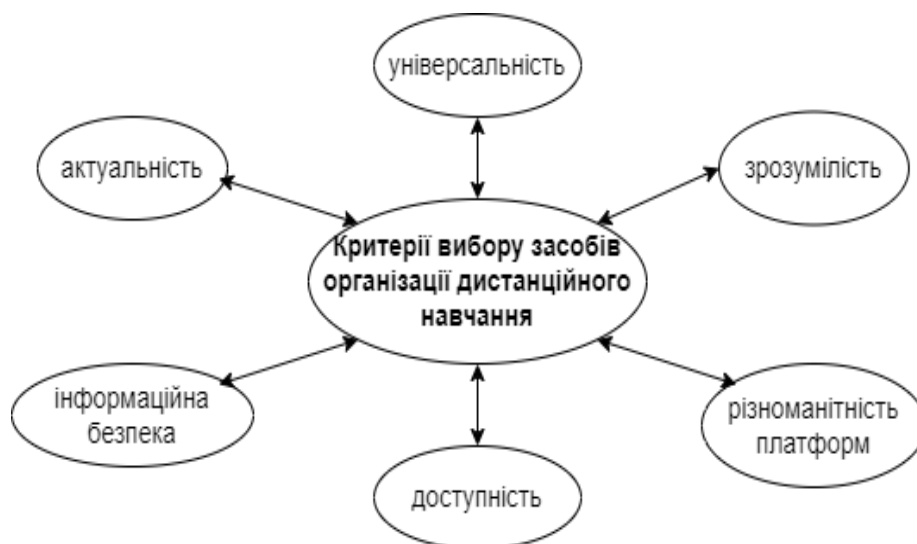 універсальність
актуальність
зрозумілість
Критерії вибору засобів
організації дистанційного
навчання
інформаційна
безпека
різноманітність
платформ
доступність